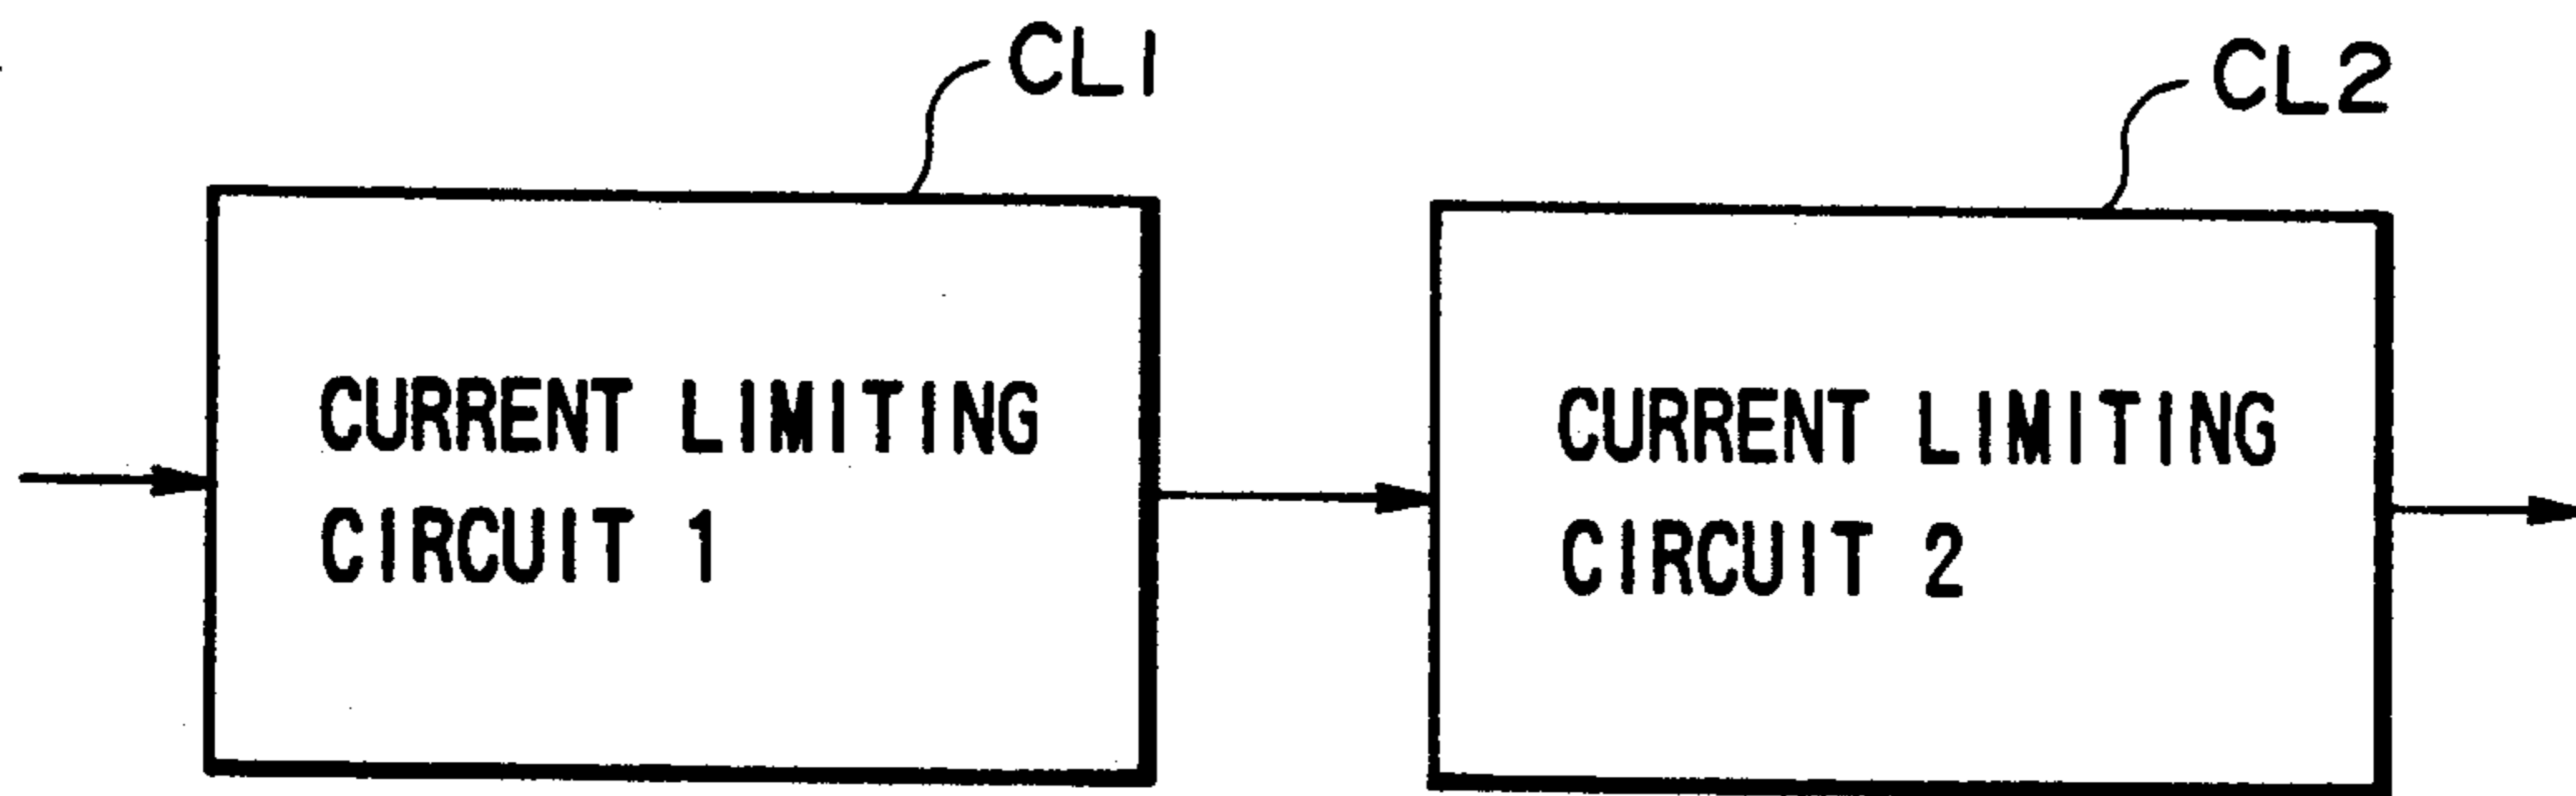 CL1
CL2
CURRENT LIMITING
CIRCUIT 1
CURRENT LIMITING
CIRCUIT 2